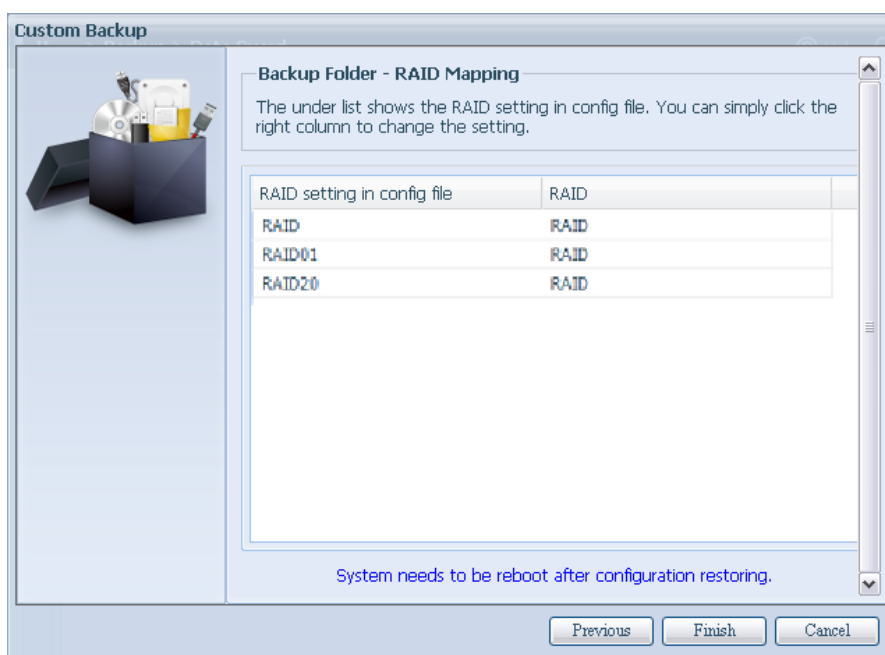 Custom Backup
Backup Folder - RAID Mapping
The under list shows the RAID setting in config file. You can simply click the
right column to change the setting.
RAID setting in config file RAID
RAID RAID
RAID01 RAID
RAID20 RAID
System needs to be reboot after configuration restoring.
Previous Finish Cancel